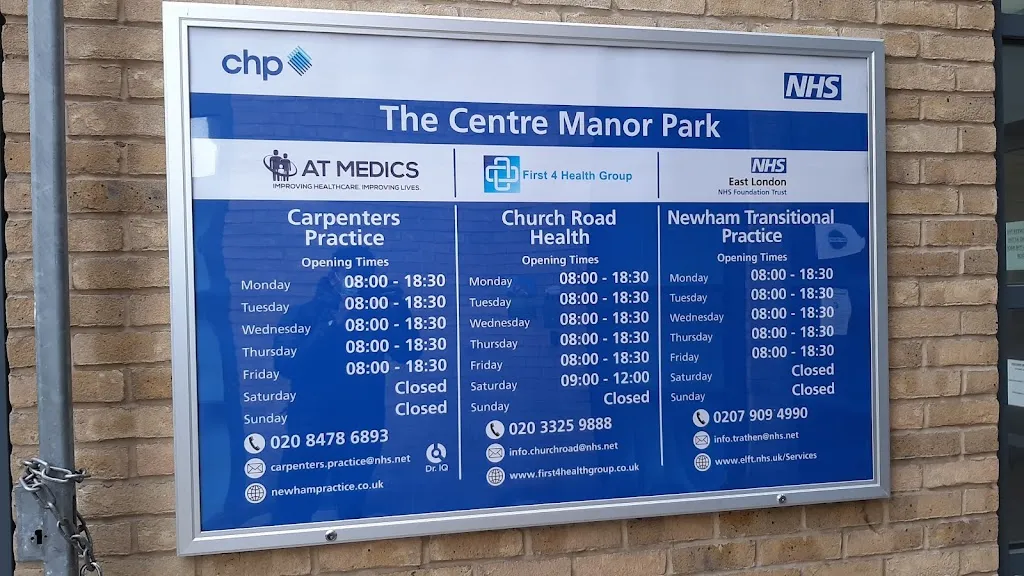 chp
NHS
The Centre Manor Park
AT MEDICS
IMPROVING HEALTHCARE. IMPROVING LIVES.
First 4 Health Group
NHS
East London
NHS Foundation Trust
Carpenters
Practice
Opening Times
Monday 08:00 - 18:30
Tuesday 08:00 - 18:30
Wednesday 08:00 - 18:30
Thursday 08:00 - 18:30
Friday 08:00 - 18:30
Saturday Closed
Sunday Closed
020 8478 6893
carpenters.practice@nhs.net
Dr. IQ
newhampractice.co.uk
Church Road
Health
Opening Times
Monday 08:00 - 18:30
Tuesday 08:00 - 18:30
Wednesday 08:00 - 18:30
Thursday 08:00 - 18:30
Friday 08:00 - 18:30
Saturday 09:00 - 12:00
Sunday Closed
020 3325 9888
info.churchroad@nhs.net
www.first4healthgroup.co.uk
Newham Transitional
Practice
Opening Times
Monday 08:00 - 18:30
Tuesday 08:00 - 18:30
Wednesday 08:00 - 18:30
Thursday 08:00 - 18:30
Friday 08:00 - 18:30
Saturday Closed
Sunday Closed
0207 909 4990
info.trathen@nhs.net
www.elft.nhs.uk/Services